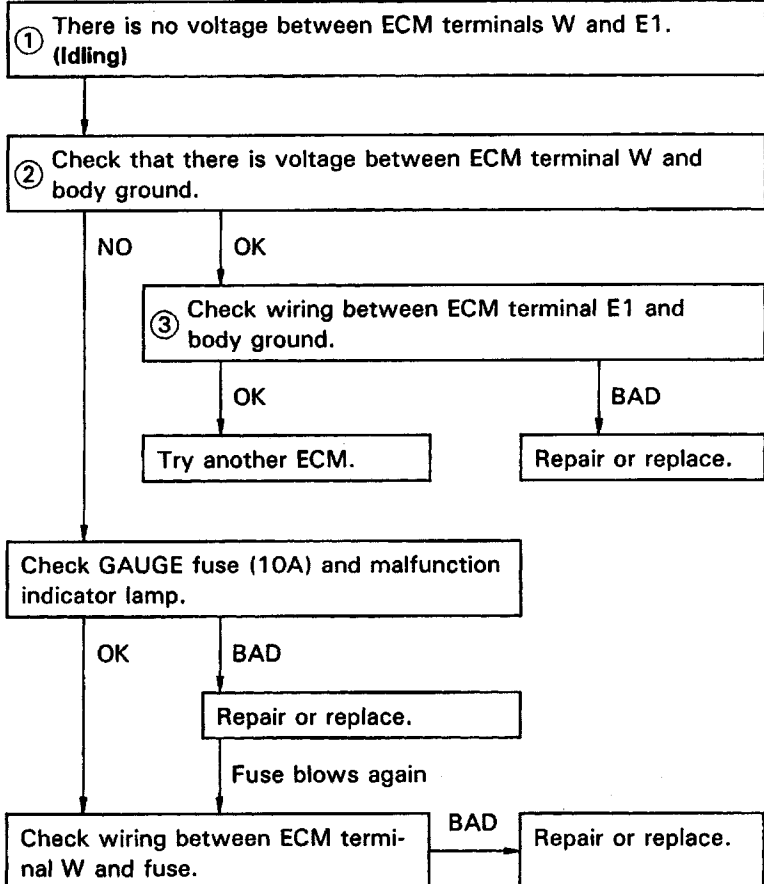 ① There is no voltage between ECM terminals W and E1.
(Idling)
② Check that there is voltage between ECM terminal W and
body ground.
NO
OK
③ Check wiring between ECM terminal E1 and
body ground.
OK
BAD
Try another ECM.
Repair or replace.
Check GAUGE fuse (10A) and malfunction
indicator lamp.
OK
BAD
Repair or replace.
Fuse blows again
Check wiring between ECM termi-
nal W and fuse.
BAD
Repair or replace.